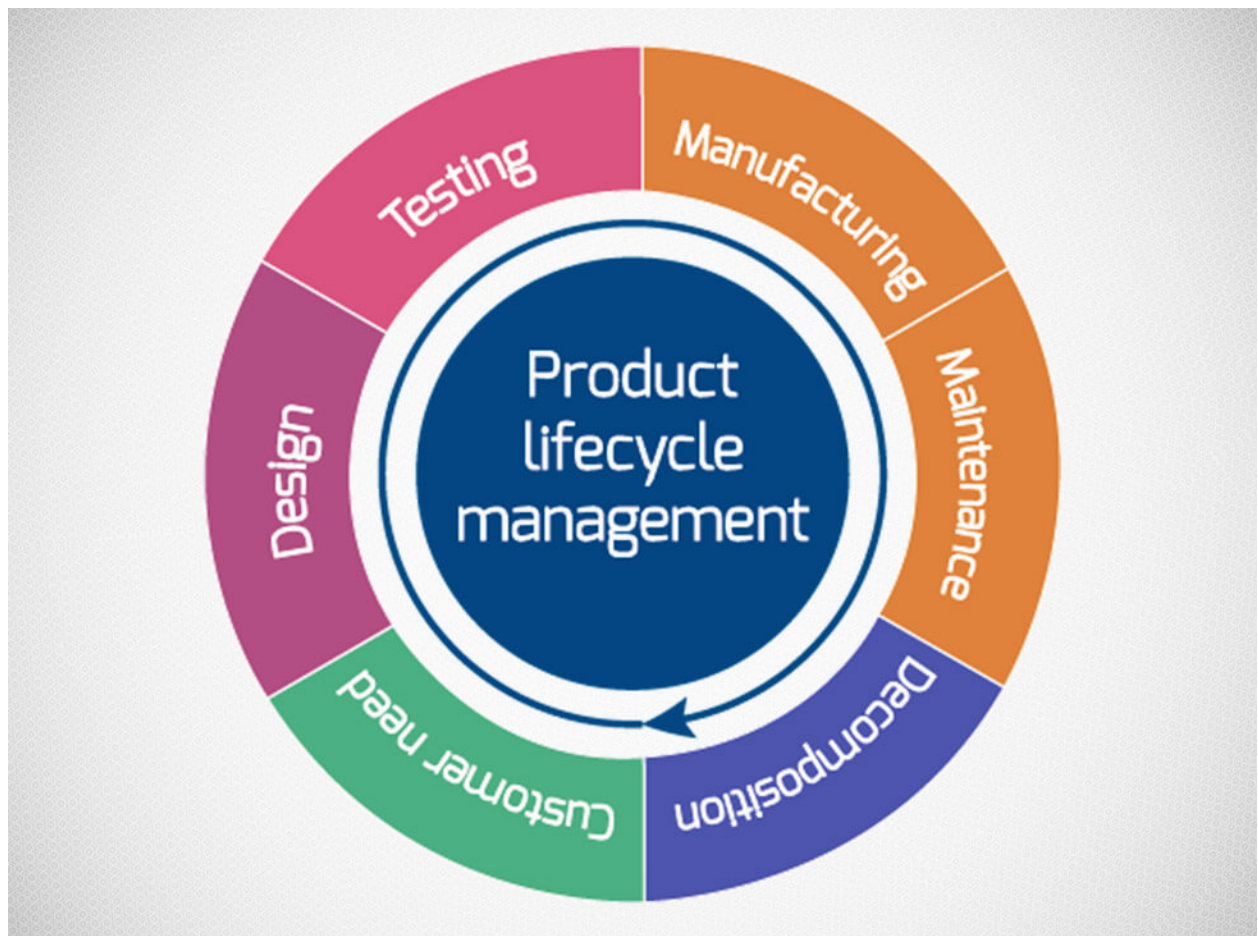 Product
lifecycle
management
Customer need
Design
Testing
Manufacturing
Maintenance
Decomposition